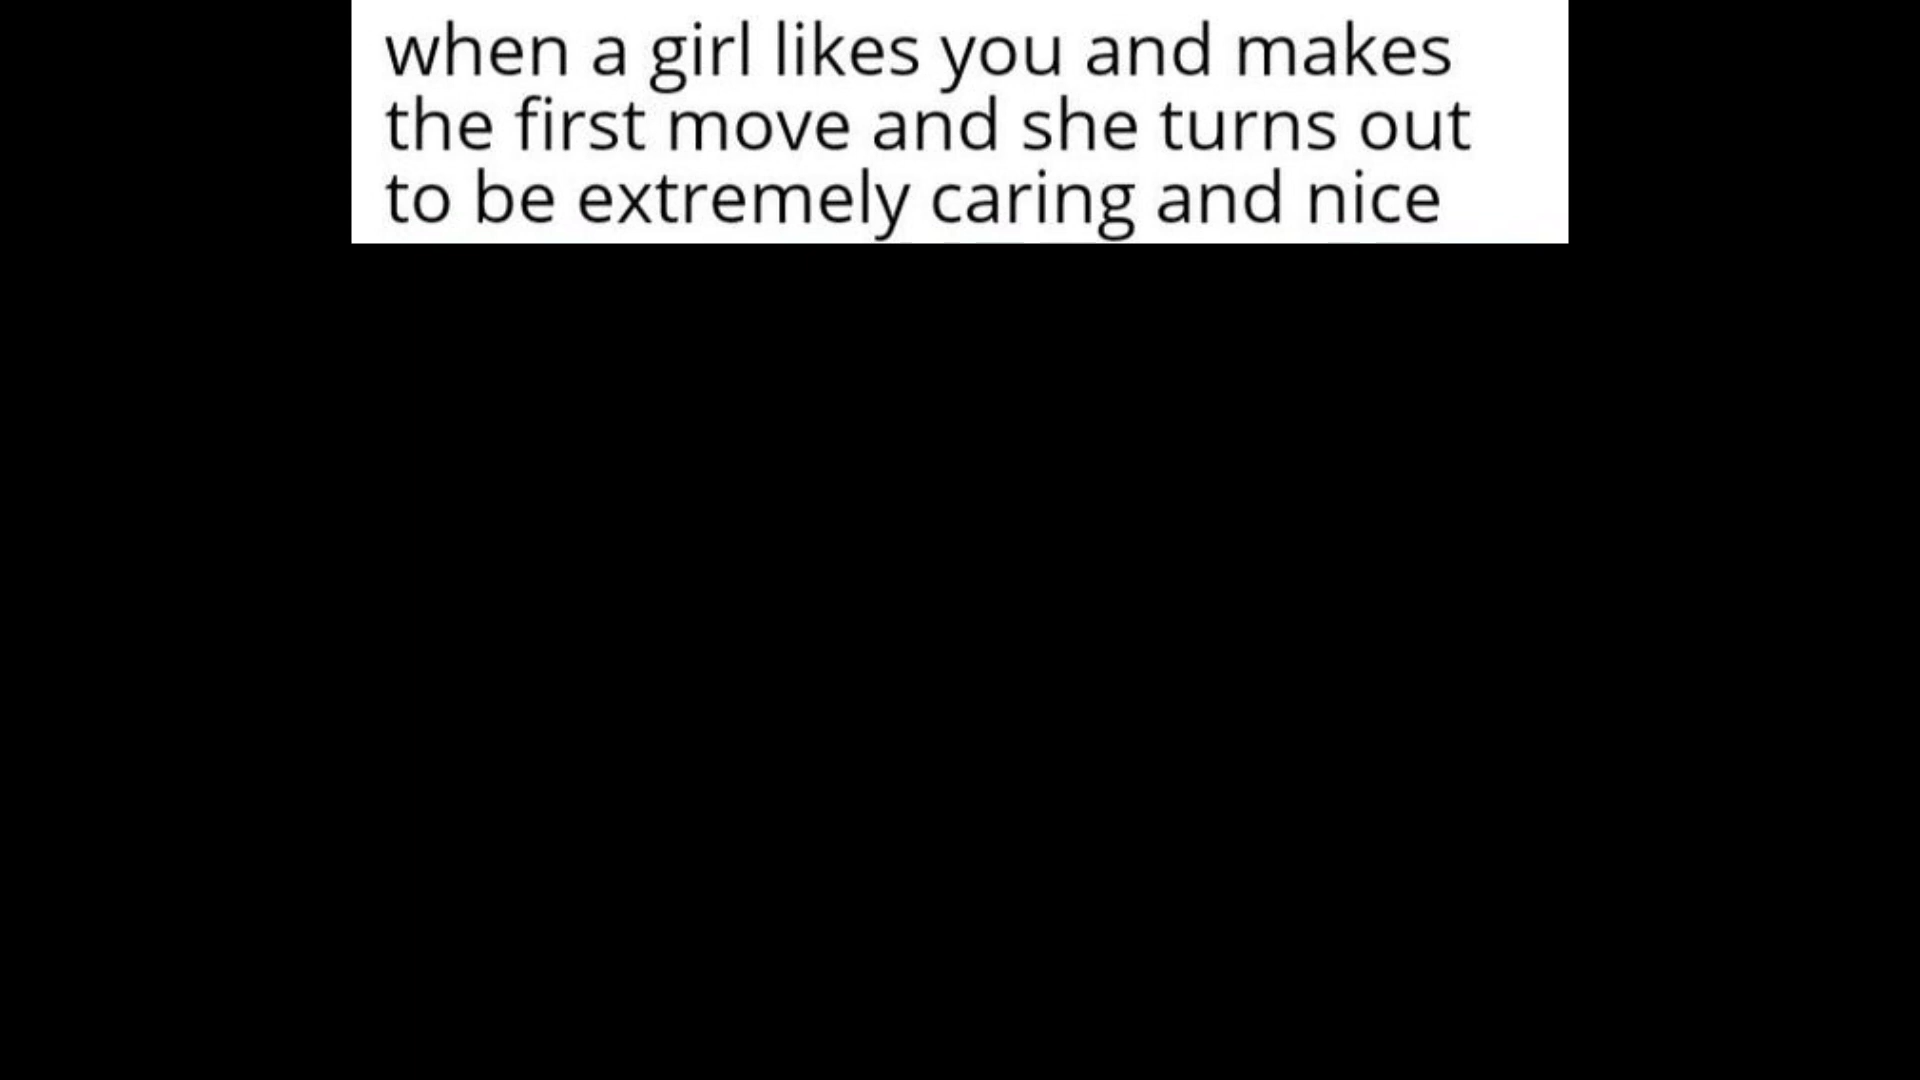 when a girl likes you and makes
the first move and she turns out
to be extremely caring and nice